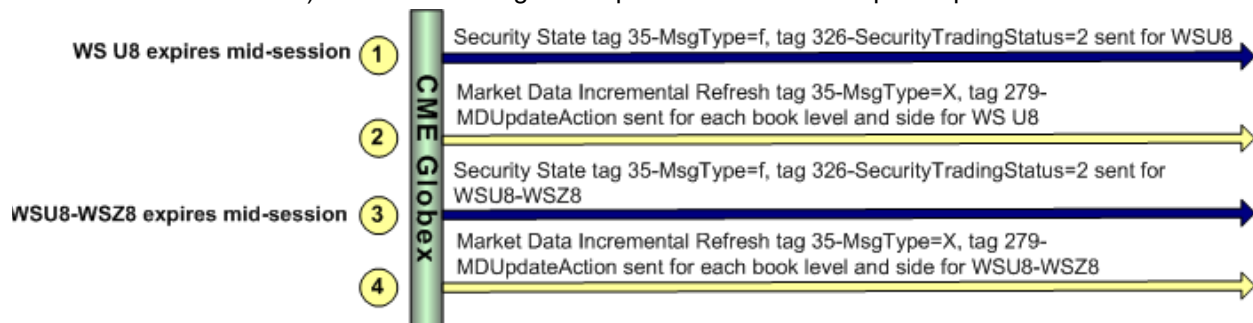 WS U8 expires mid-session
1
Security State tag 35-MsgType=f, tag 326-SecurityTradingStatus=2 sent for WSU8
CME Globex
2
Market Data Incremental Refresh tag 35-MsgType=X, tag 279-
MDUpdateAction sent for each book level and side for WS U8
WSU8-WSZ8 expires mid-session
3
Security State tag 35-MsgType=f, tag 326-SecurityTradingStatus=2 sent for
WSU8-WSZ8
4
Market Data Incremental Refresh tag 35-MsgType=X, tag 279-
MDUpdateAction sent for each book level and side for WSU8-WSZ8